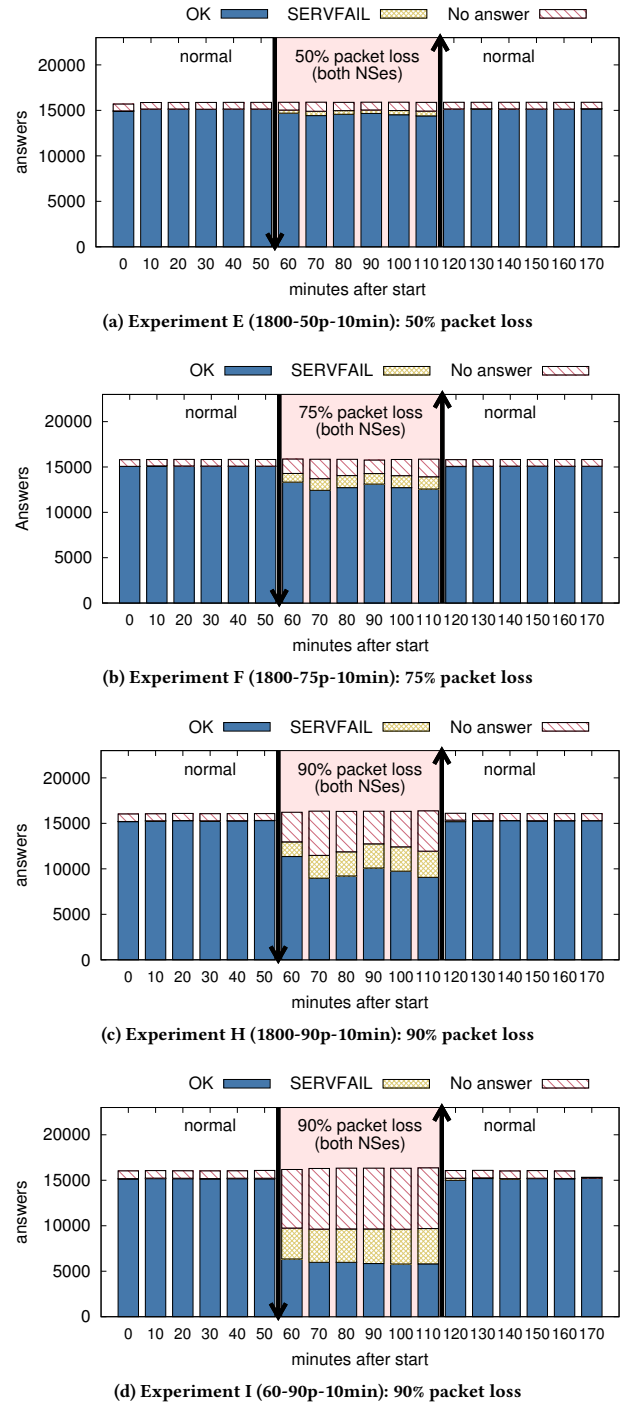 OK SERVFAIL No answer
20000
15000
10000
5000
0
answers
normal
50% packet loss
(both NSes)
normal
0 10 20 30 40 50 60 70 80 90 100 110 120 130 140 150 160 170
minutes after start
(a) Experiment E (1800-50p-10min): 50% packet loss
OK SERVFAIL No answer
20000
15000
10000
5000
0
Answers
normal
75% packet loss
(both NSes)
normal
0 10 20 30 40 50 60 70 80 90 100 110 120 130 140 150 160 170
minutes after start
(b) Experiment F (1800-75p-10min): 75% packet loss
OK SERVFAIL No answer
20000
15000
10000
5000
0
answers
normal
90% packet loss
(both NSes)
normal
0 10 20 30 40 50 60 70 80 90 100 110 120 130 140 150 160 170
minutes after start
(c) Experiment H (1800-90p-10min): 90% packet loss
OK SERVFAIL No answer
20000
15000
10000
5000
0
answers
normal
90% packet loss
(both NSes)
normal
0 10 20 30 40 50 60 70 80 90 100 110 120 130 140 150 160 170
minutes after start
(d) Experiment I (60-90p-10min): 90% packet loss